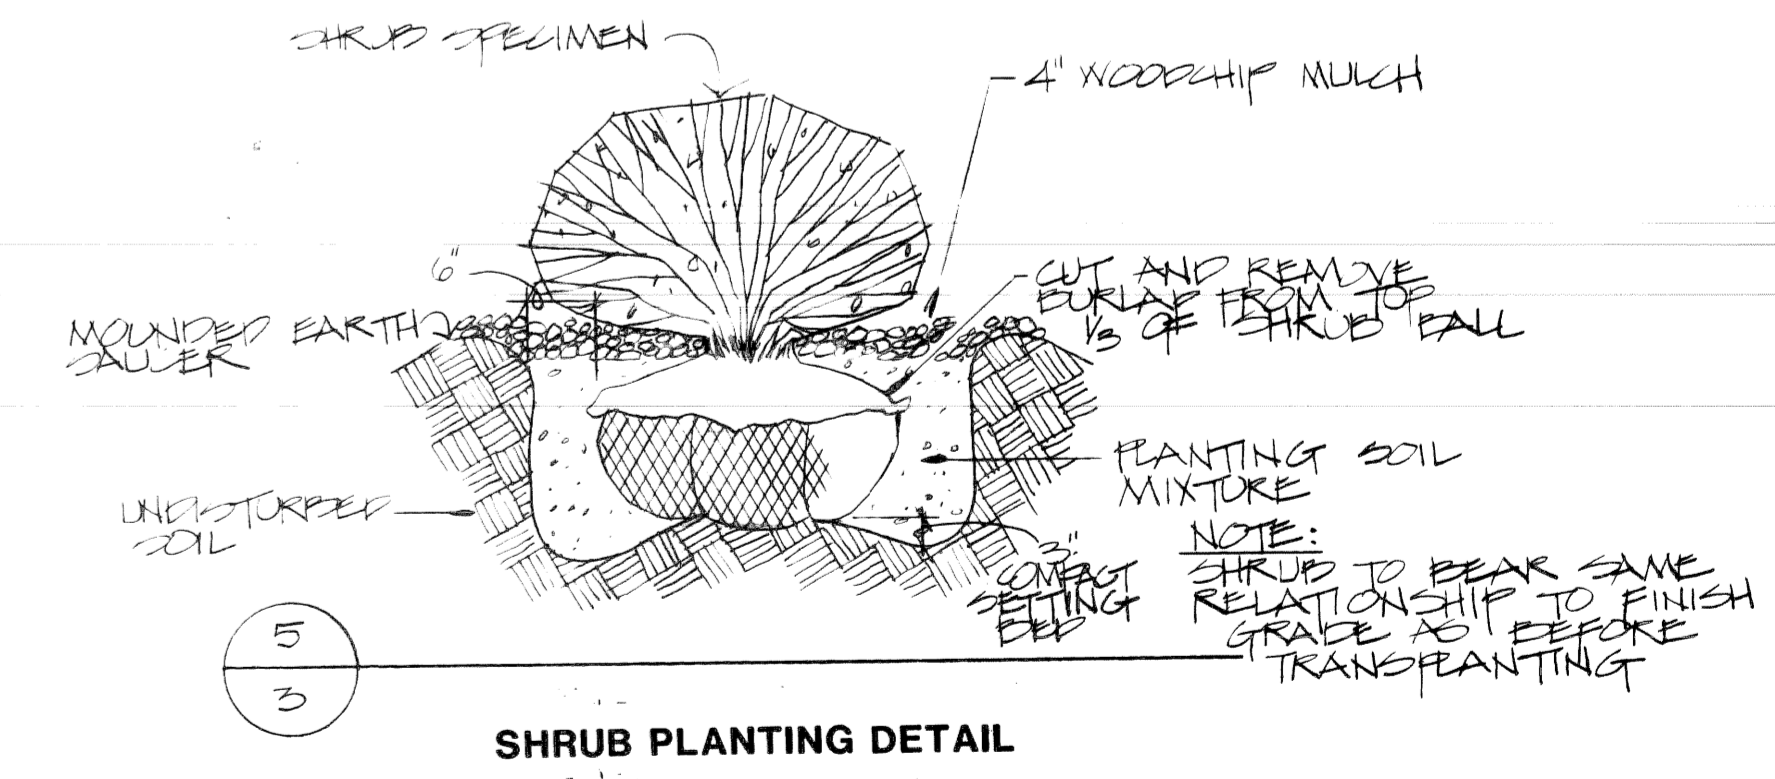 SHRUB SPECIMEN
4" WOODCHIP MULCH
6"
CUT AND REMOVE
BURLAP FROM TOP
1/3 OF SHRUB BALL
MOUNDED EARTH
SAUCER
PLANTING SOIL
MIXTURE
UNDISTURBED
SOIL
3"
COMPACT
SETTING
BED
NOTE:
SHRUB TO BEAR SAME
RELATIONSHIP TO FINISH
GRADE AS BEFORE
TRANSPLANTING
5
3
SHRUB PLANTING DETAIL